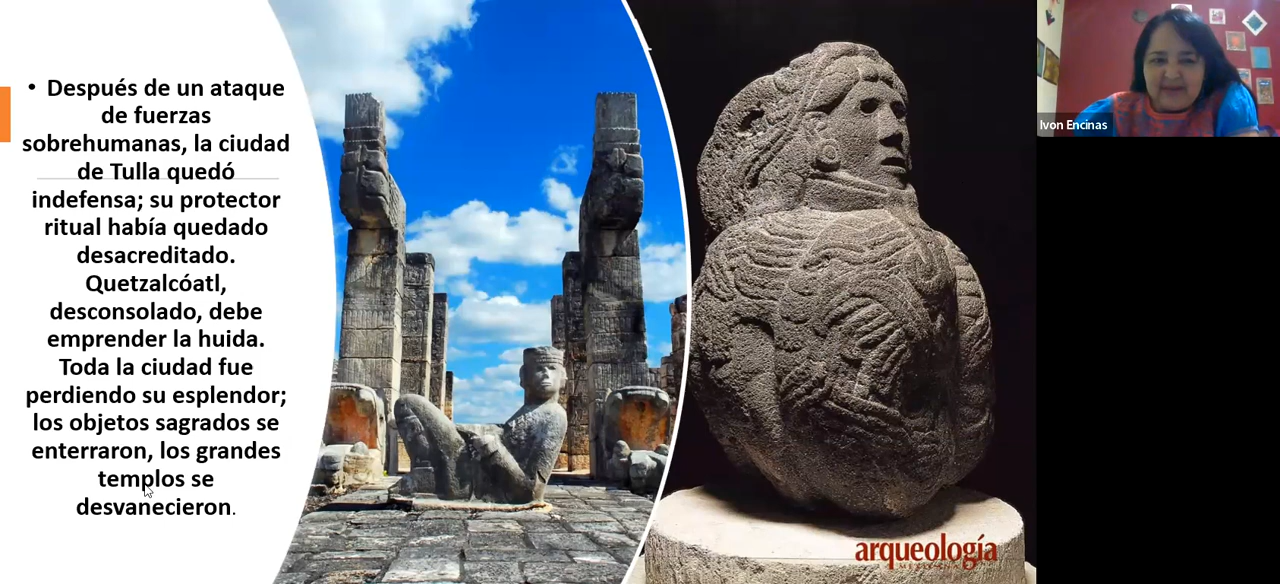 • Después de un ataque
de fuerzas
sobrehumanas, la ciudad
de Tulla quedó
indefensa; su protector
ritual había quedado
desacreditado.
Quetzalcóatl,
desconsolado, debe
emprender la huida.
Toda la ciudad fue
perdiendo su esplendor;
los objetos sagrados se
enterraron, los grandes
templos se
desvanecieron.
arqueología
Ivon Encinas